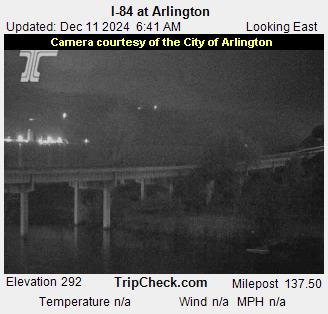 I-84 at Arlington
Updated: Dec 11 2024 6:41 AM Looking East
Camera courtesy of the City of Arlington
Elevation 292 TripCheck.com Milepost 137.50
Temperature n/a Wind n/a MPH n/a